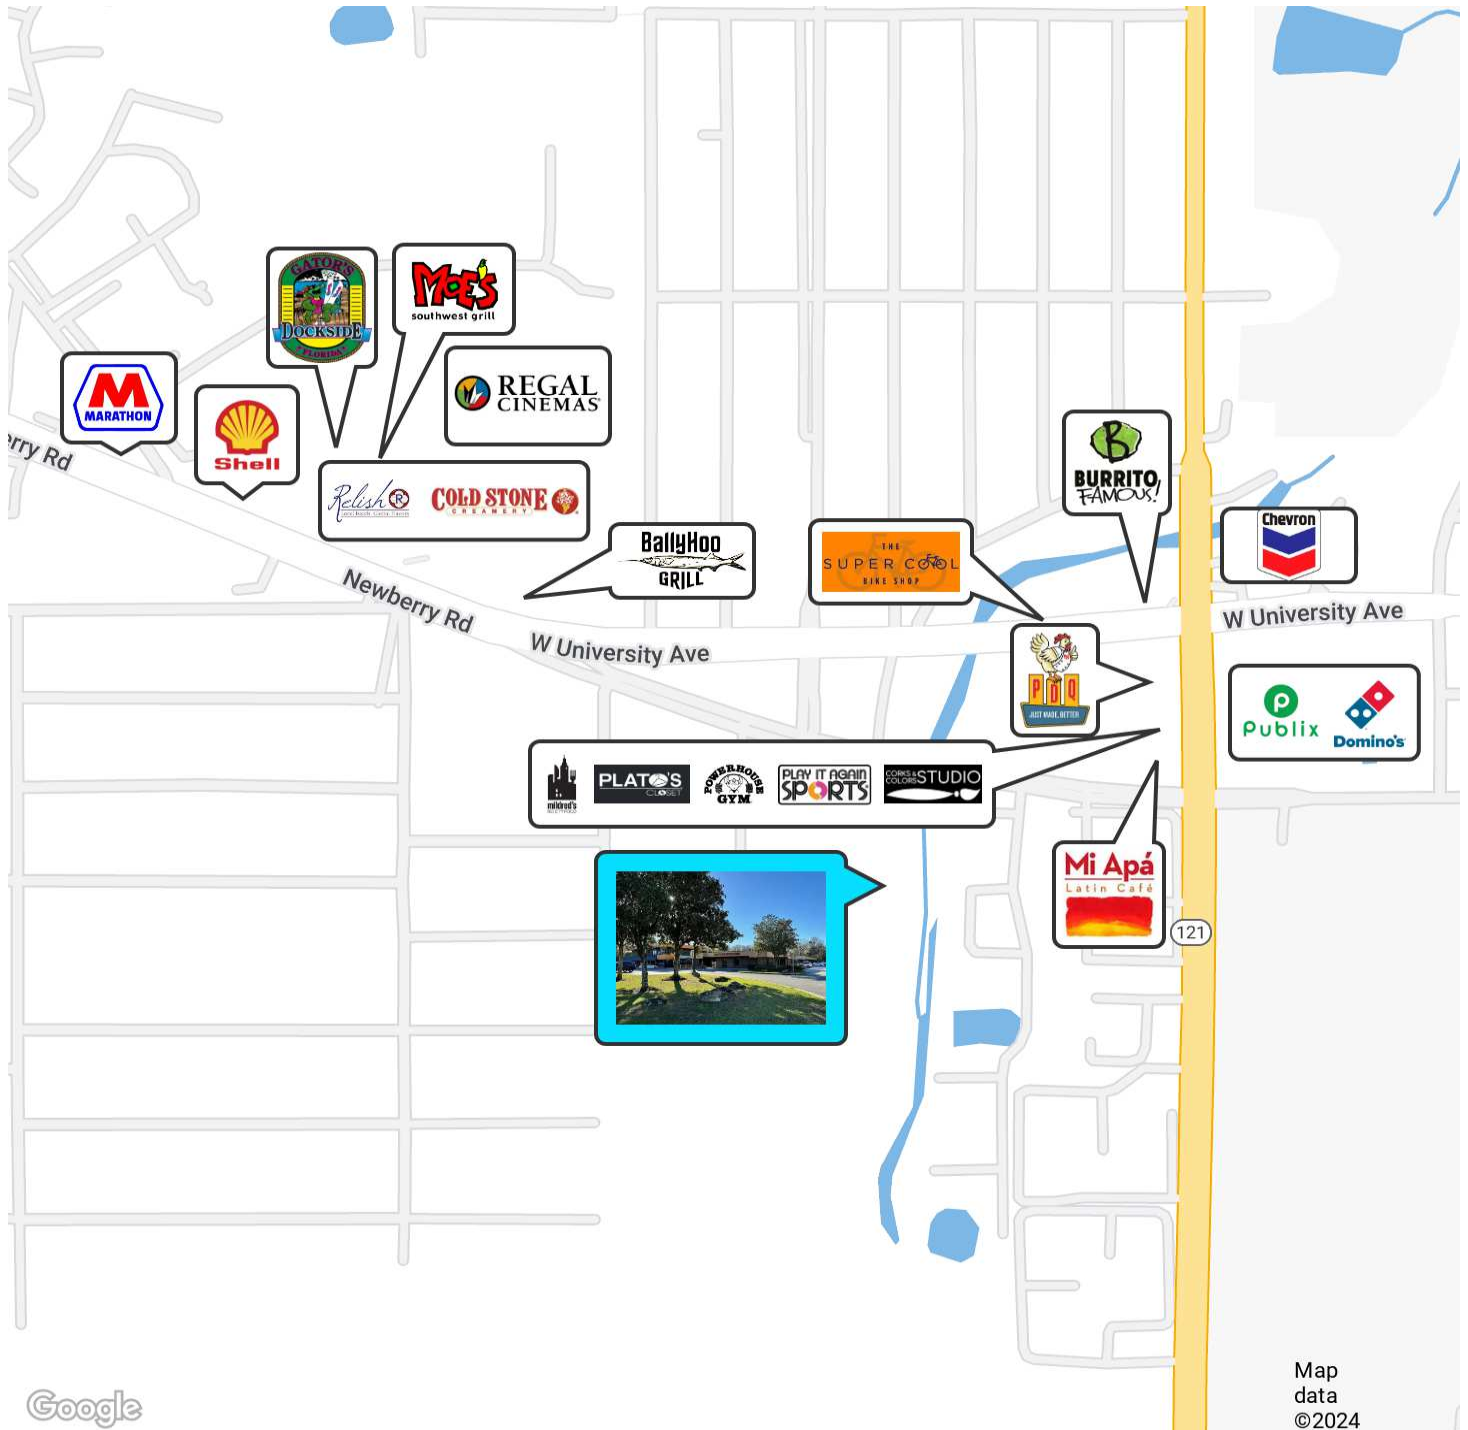 GATOR'S
DOCKSIDE
FLORIDA
MOE'S
southwest grill
REGAL
CINEMAS
M
MARATHON
Shell
erry Rd
Relish R
COLD STONE
CREAMERY
B
BURRITO
FAMOUS!
Chevron
BallyHoo
GRILL
THE
SUPER COOL
BIKE SHOP
Newberry Rd
W University Ave
W University Ave
PDQ
JUST MADE, BETTER
Publix
Domino's
mildred's
PLATO'S
CLOSET
POWERHOUSE
GYM
PLAY IT AGAIN
SPORTS
CORKS &
COLORS STUDIO
Mi Apá
Latin Café
121
Google
Map
data
©2024